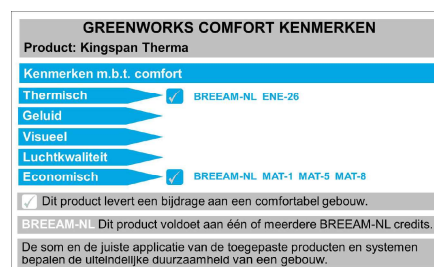 GREENWORKS COMFORT KENMERKEN
Product: Kingspan Therma
Kenmerken m.b.t. comfort
Thermisch BREEAM-NL ENE-26
Geluid
Visueel
Luchtkwaliteit
Economisch BREEAM-NL MAT-1 MAT-5 MAT-8
Dit product levert een bijdrage aan een comfortabel gebouw.
BREEAM-NL Dit product voldoet aan één of meerdere BREEAM-NL credits.
De som en de juiste applicatie van de toegepaste producten en systemen
bepalen de uiteindelijke duurzaamheid van een gebouw.